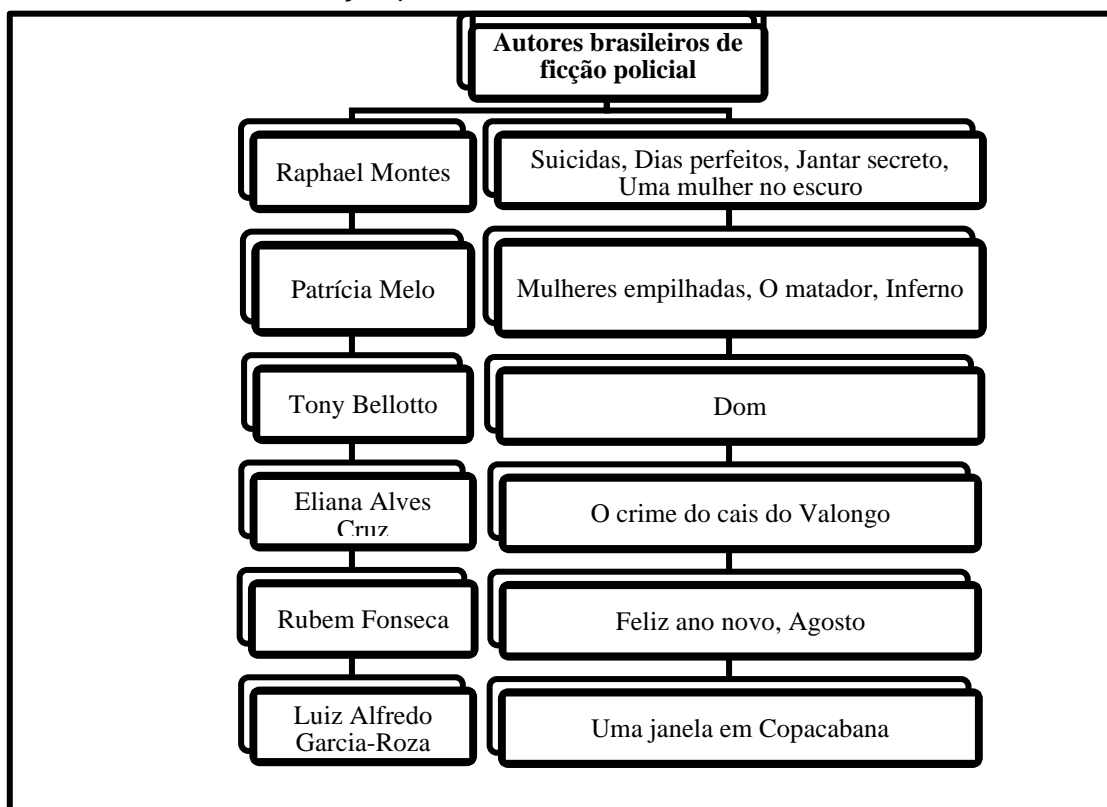 Autores brasileiros de
ficção policial
Raphael Montes
Suicidas, Dias perfeitos, Jantar secreto,
Uma mulher no escuro
Patrícia Melo
Mulheres empilhadas, O matador, Inferno
Tony Bellotto
Dom
Eliana Alves
Cruz
O crime do cais do Valongo
Rubem Fonseca
Feliz ano novo, Agosto
Luiz Alfredo
Garcia-Roza
Uma janela em Copacabana